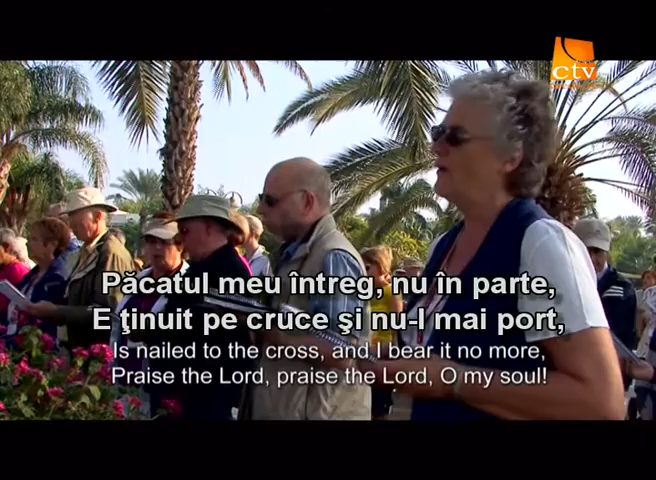 ctv
Păcatul meu întreg, nu în parte,
E ţinuit pe cruce şi nu-l mai port,
Is nailed to the cross, and I bear it no more,
Praise the Lord, praise the Lord, O my soul!